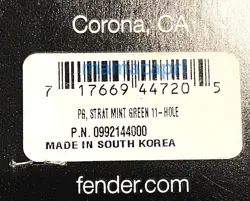 Corona, CA
mamacapri
7 17669 44720 5
PG, STRAT MINT GREEN 11-HOLE
P.N. 0992144000
MADE IN SOUTH KOREA
fender.com